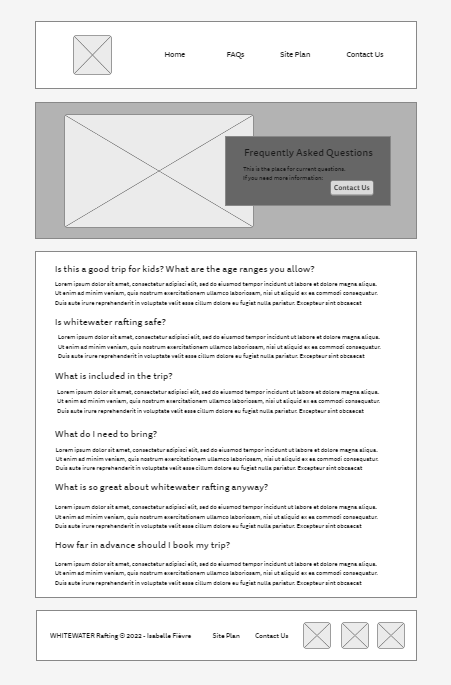 Home FAQs Site Plan Contact Us
Frequently Asked Questions
This is the place for current questions.
If you need more information:
Contact Us
Is this a good trip for kids? What are the age ranges you allow?
Lorem ipsum dolor sit amet, consectetur adipisci elit, sed do eiusmod tempor incidunt ut labore et dolore magna aliqua.
Ut enim ad minim veniam, quis nostrum exercitationem ullamco laboriosam, nisi ut aliquid ex ea commodi consequatur.
Duis aute irure reprehenderit in voluptate velit esse cillum dolore eu fugiat nulla pariatur. Excepteur sint obcaecat
Is whitewater rafting safe?
Lorem ipsum dolor sit amet, consectetur adipisci elit, sed do eiusmod tempor incidunt ut labore et dolore magna aliqua.
Ut enim ad minim veniam, quis nostrum exercitationem ullamco laboriosam, nisi ut aliquid ex ea commodi consequatur.
Duis aute irure reprehenderit in voluptate velit esse cillum dolore eu fugiat nulla pariatur. Excepteur sint obcaecat
What is included in the trip?
Lorem ipsum dolor sit amet, consectetur adipisci elit, sed do eiusmod tempor incidunt ut labore et dolore magna aliqua.
Ut enim ad minim veniam, quis nostrum exercitationem ullamco laboriosam, nisi ut aliquid ex ea commodi consequatur.
Duis aute irure reprehenderit in voluptate velit esse cillum dolore eu fugiat nulla pariatur. Excepteur sint obcaecat
What do I need to bring?
Lorem ipsum dolor sit amet, consectetur adipisci elit, sed do eiusmod tempor incidunt ut labore et dolore magna aliqua.
Ut enim ad minim veniam, quis nostrum exercitationem ullamco laboriosam, nisi ut aliquid ex ea commodi consequatur.
Duis aute irure reprehenderit in voluptate velit esse cillum dolore eu fugiat nulla pariatur. Excepteur sint obcaecat
What is so great about whitewater rafting anyway?
Lorem ipsum dolor sit amet, consectetur adipisci elit, sed do eiusmod tempor incidunt ut labore et dolore magna aliqua.
Ut enim ad minim veniam, quis nostrum exercitationem ullamco laboriosam, nisi ut aliquid ex ea commodi consequatur.
Duis aute irure reprehenderit in voluptate velit esse cillum dolore eu fugiat nulla pariatur. Excepteur sint obcaecat
How far in advance should I book my trip?
Lorem ipsum dolor sit amet, consectetur adipisci elit, sed do eiusmod tempor incidunt ut labore et dolore magna aliqua.
Ut enim ad minim veniam, quis nostrum exercitationem ullamco laboriosam, nisi ut aliquid ex ea commodi consequatur.
Duis aute irure reprehenderit in voluptate velit esse cillum dolore eu fugiat nulla pariatur. Excepteur sint obcaecat
WHITEWATER Rafting © 2022 - Isabelle Fièvre Site Plan Contact Us